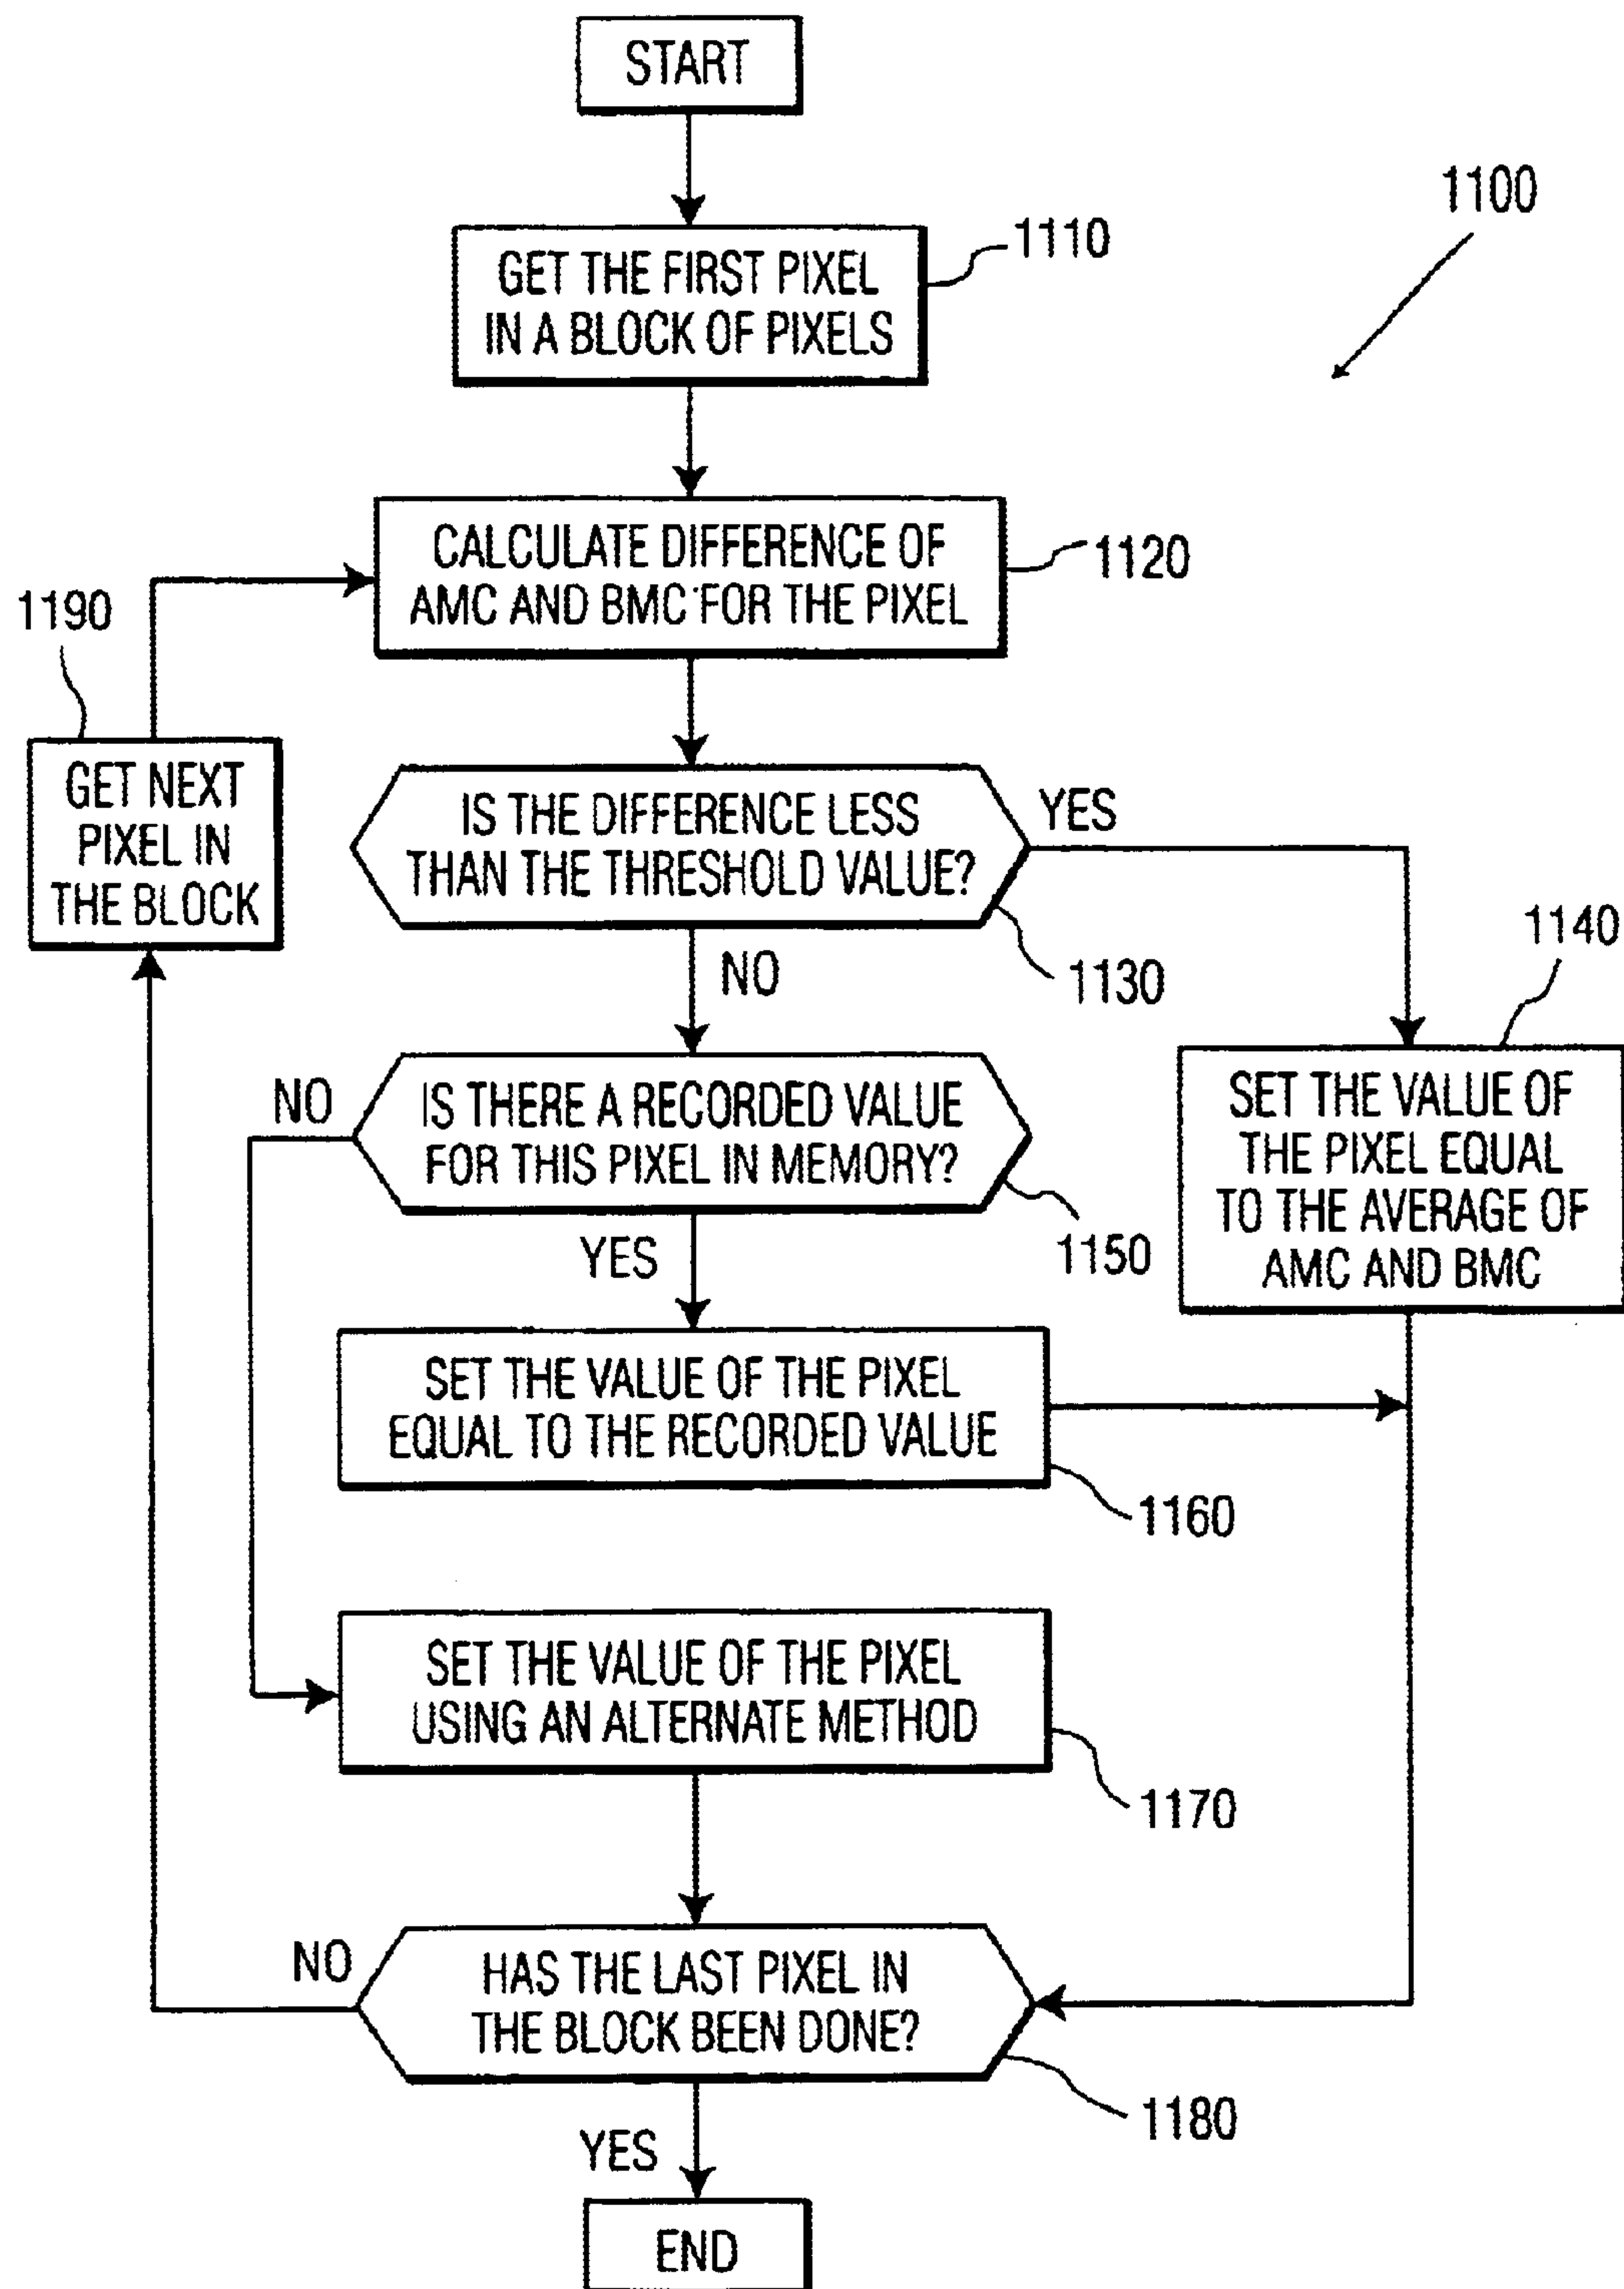 START
1100
1110
GET THE FIRST PIXEL
IN A BLOCK OF PIXELS
CALCULATE DIFFERENCE OF
AMC AND BMC FOR THE PIXEL
1120
1190
GET NEXT
PIXEL IN
THE BLOCK
IS THE DIFFERENCE LESS
THAN THE THRESHOLD VALUE?
YES
1130
NO
1140
SET THE VALUE OF
THE PIXEL EQUAL
TO THE AVERAGE OF
AMC AND BMC
NO
IS THERE A RECORDED VALUE
FOR THIS PIXEL IN MEMORY?
1150
YES
SET THE VALUE OF THE PIXEL
EQUAL TO THE RECORDED VALUE
1160
SET THE VALUE OF THE PIXEL
USING AN ALTERNATE METHOD
1170
NO
HAS THE LAST PIXEL IN
THE BLOCK BEEN DONE?
1180
YES
END